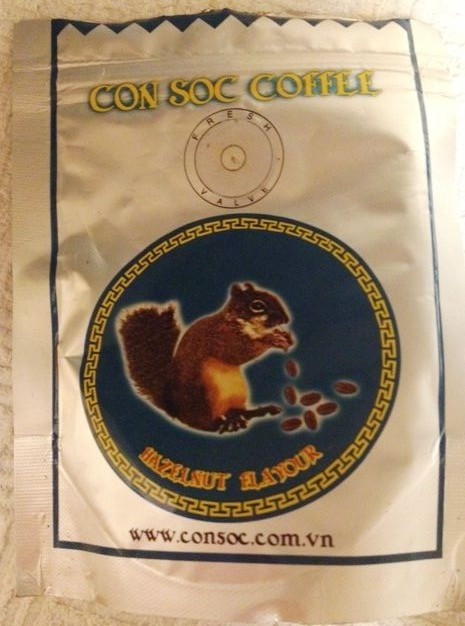 CON SOC COFFEE
FRESH
VALVE
HAZELNUT FLAVOUR
www.consoc.com.vn